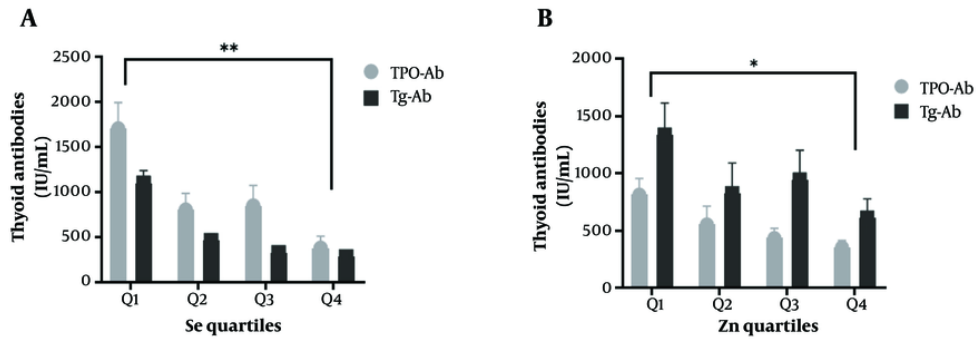 A
**
2500
2000
1500
1000
500
0
Thyoid antibodies
(IU/mL)
TPO-Ab
Tg-Ab
Q1 Q2 Q3 Q4
Se quartiles
B
*
2000
1500
1000
500
0
Thyoid antibodies
(IU/mL)
TPO-Ab
Tg-Ab
Q1 Q2 Q3 Q4
Zn quartiles